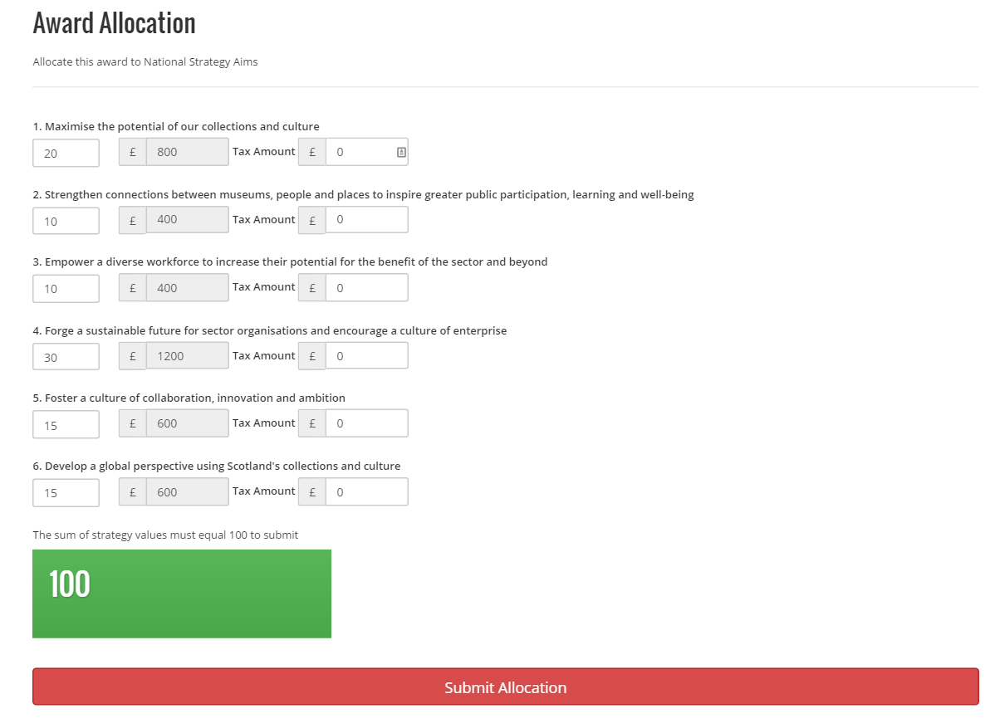 Award Allocation
Allocate this award to National Strategy Aims
1. Maximise the potential of our collections and culture
20 £ 800 Tax Amount £ 0
2. Strengthen connections between museums, people and places to inspire greater public participation, learning and well-being
10 £ 400 Tax Amount £ 0
3. Empower a diverse workforce to increase their potential for the benefit of the sector and beyond
10 £ 400 Tax Amount £ 0
4. Forge a sustainable future for sector organisations and encourage a culture of enterprise
30 £ 1200 Tax Amount £ 0
5. Foster a culture of collaboration, innovation and ambition
15 £ 600 Tax Amount £ 0
6. Develop a global perspective using Scotland's collections and culture
15 £ 600 Tax Amount £ 0
The sum of strategy values must equal 100 to submit
100
Submit Allocation